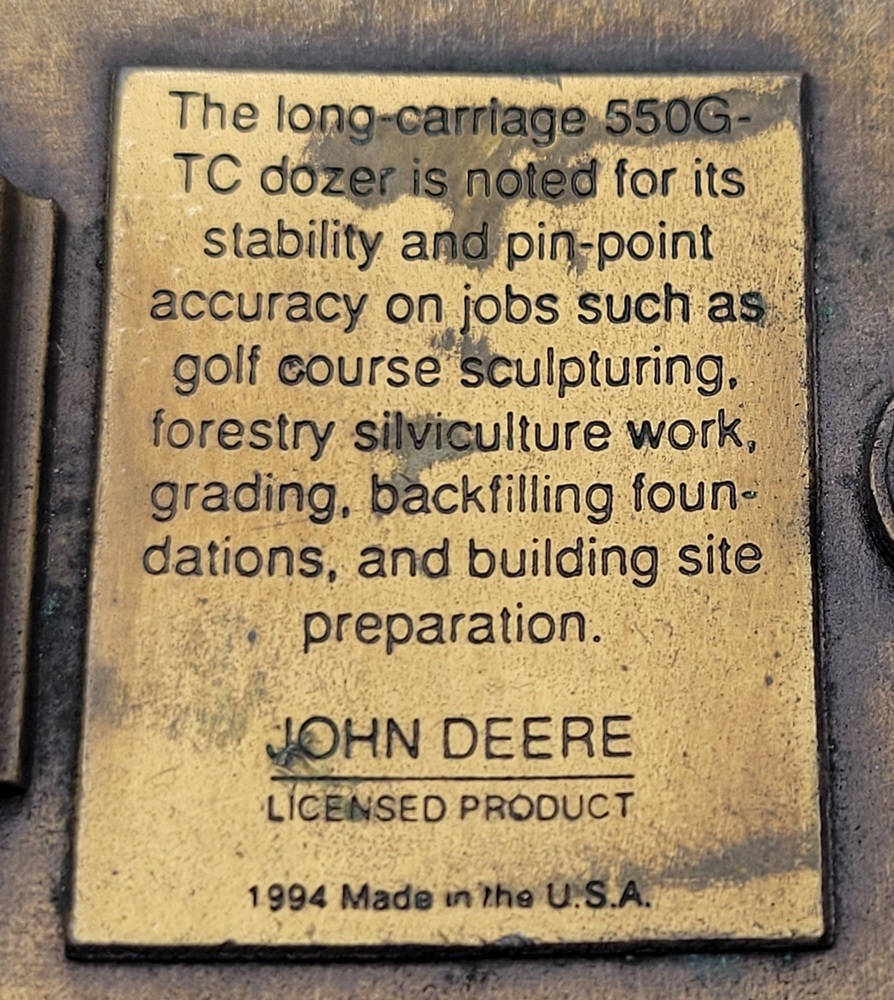 The long-carriage 550G-
TC dozer is noted for its
stability and pin-point
accuracy on jobs such as
golf course sculpturing,
forestry silviculture work,
grading, backfilling foun-
dations, and building site
preparation.
JOHN DEERE
LICENSED PRODUCT
1994 Made in the U.S.A.